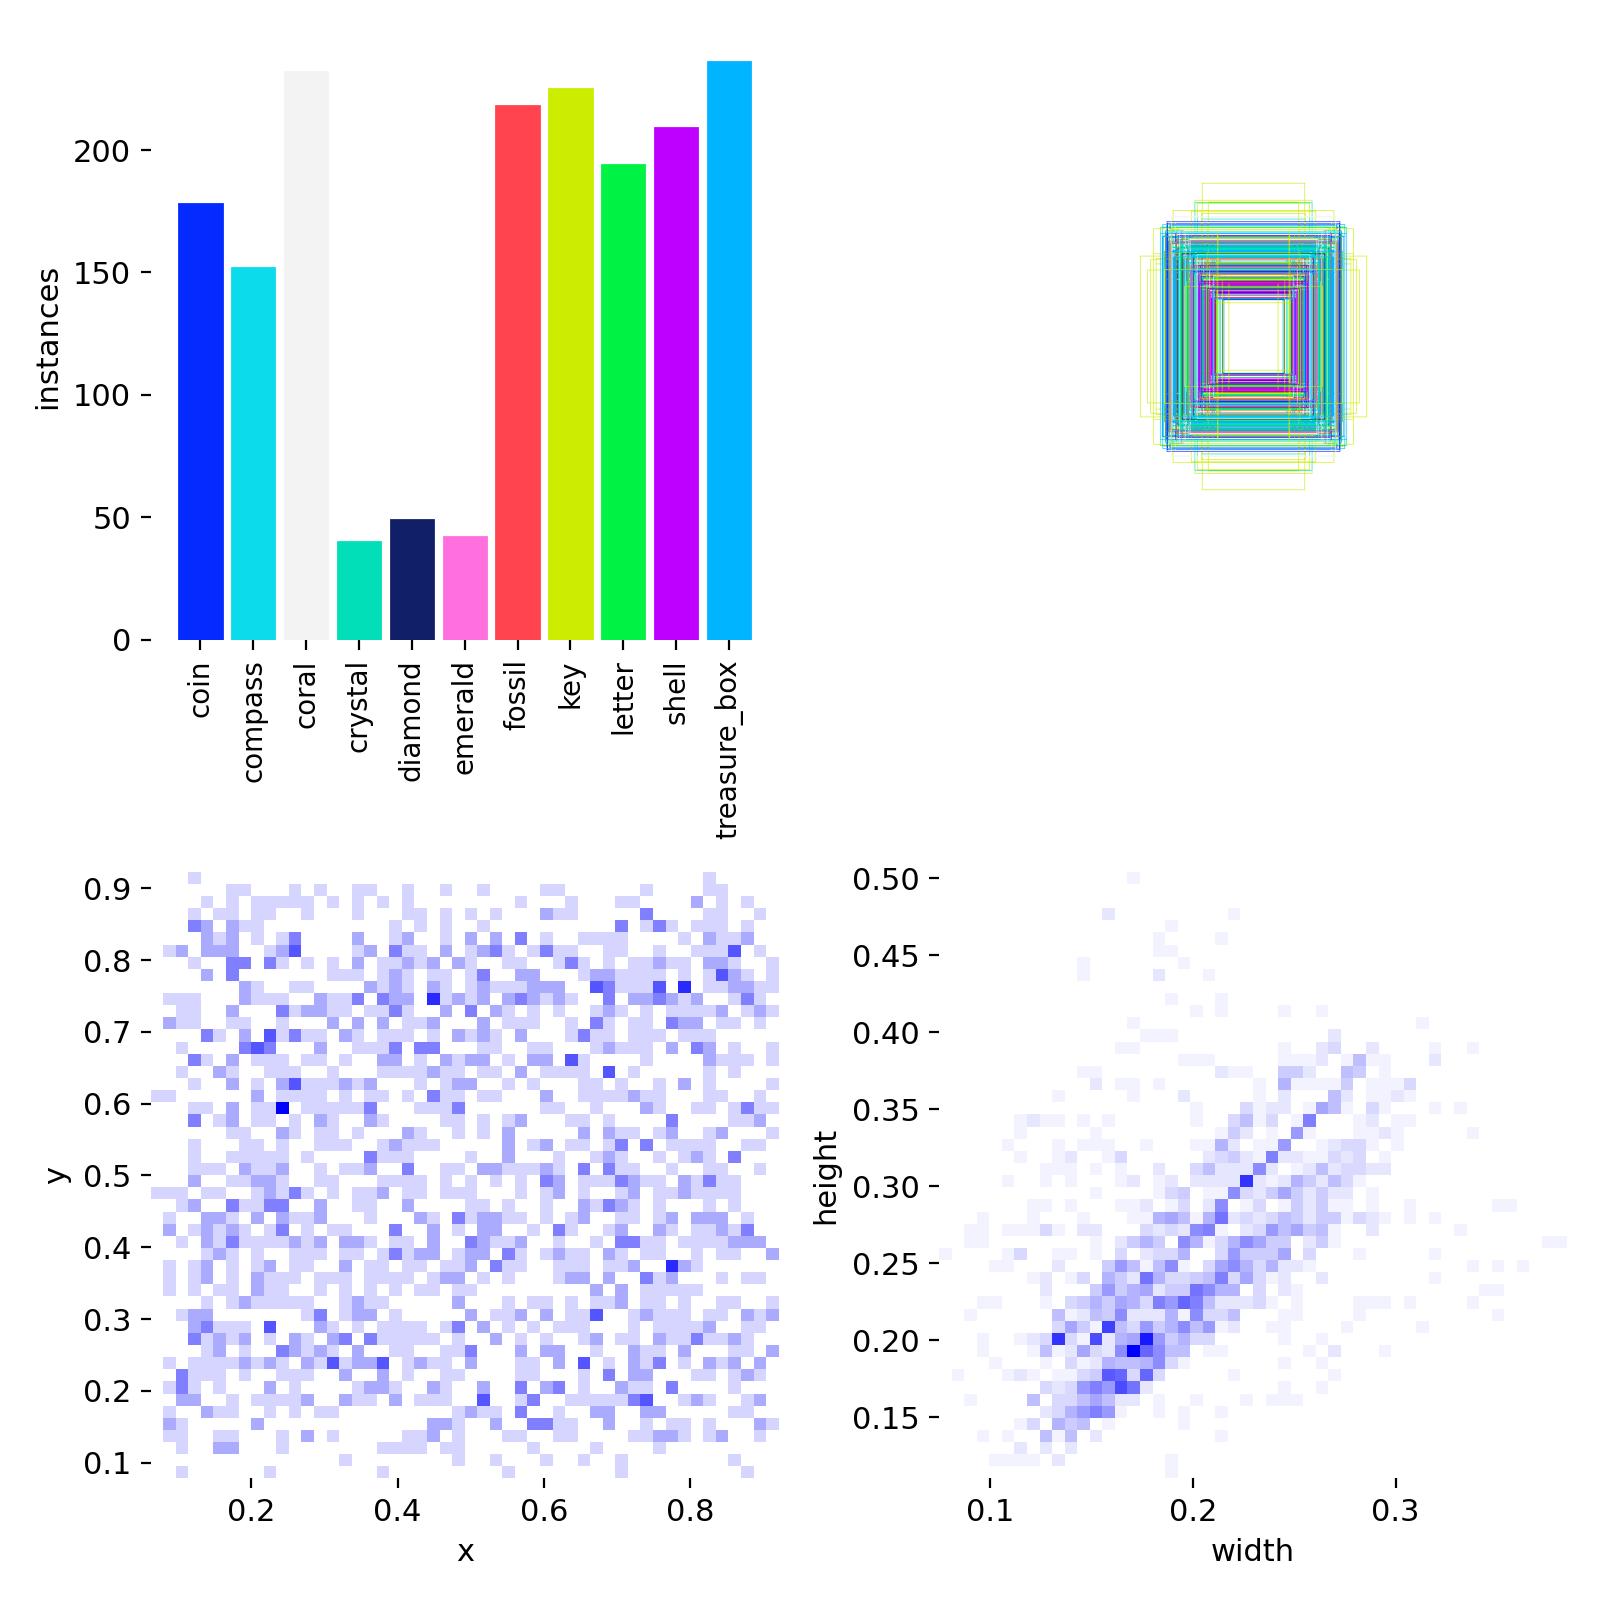 instances
200
150
100
50
0
coin
compass
coral
crystal
diamond
emerald
fossil
key
letter
shell
treasure_box
y
0.9
0.8
0.7
0.6
0.5
0.4
0.3
0.2
0.1
0.2 0.4 0.6 0.8
x
height
0.50
0.45
0.40
0.35
0.30
0.25
0.20
0.15
0.1 0.2 0.3
width